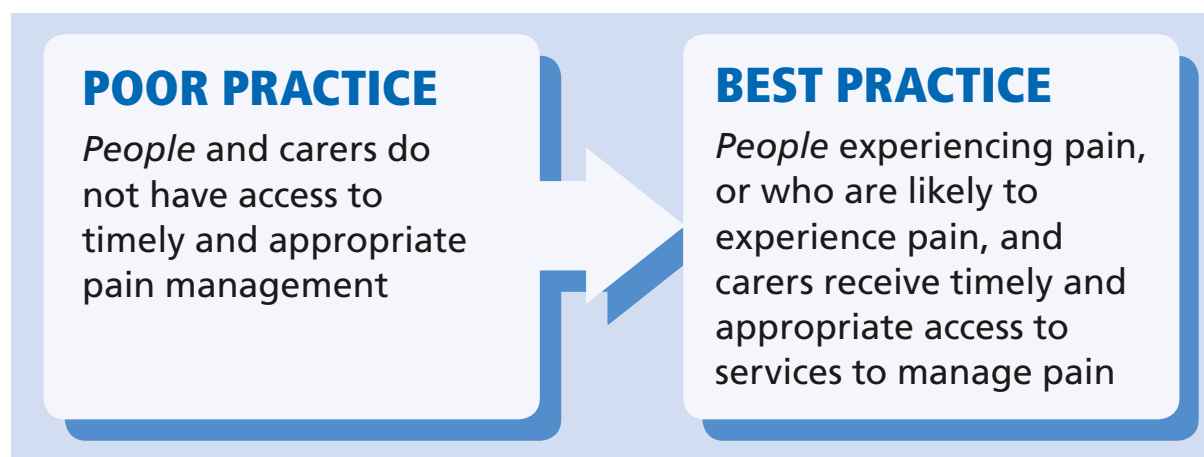 POOR PRACTICE
People and carers do
not have access to
timely and appropriate
pain management
BEST PRACTICE
People experiencing pain,
or who are likely to
experience pain, and
carers receive timely and
appropriate access to
services to manage pain